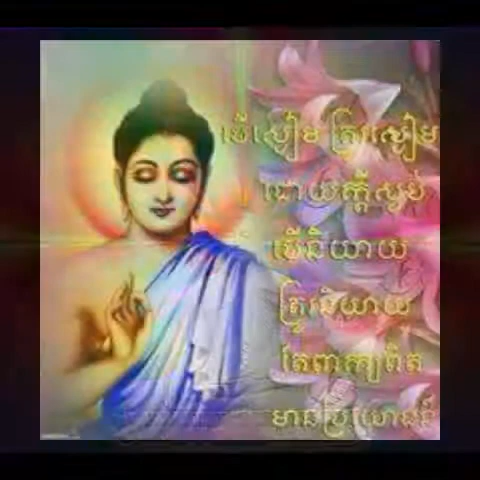 បើស្ងៀម ត្រូវស្ងៀម
ដោយក្តីស្ងប់
បើនិយាយ
ត្រូវនិយាយ
តែពាក្យពិត
មានប្រយោជន៍